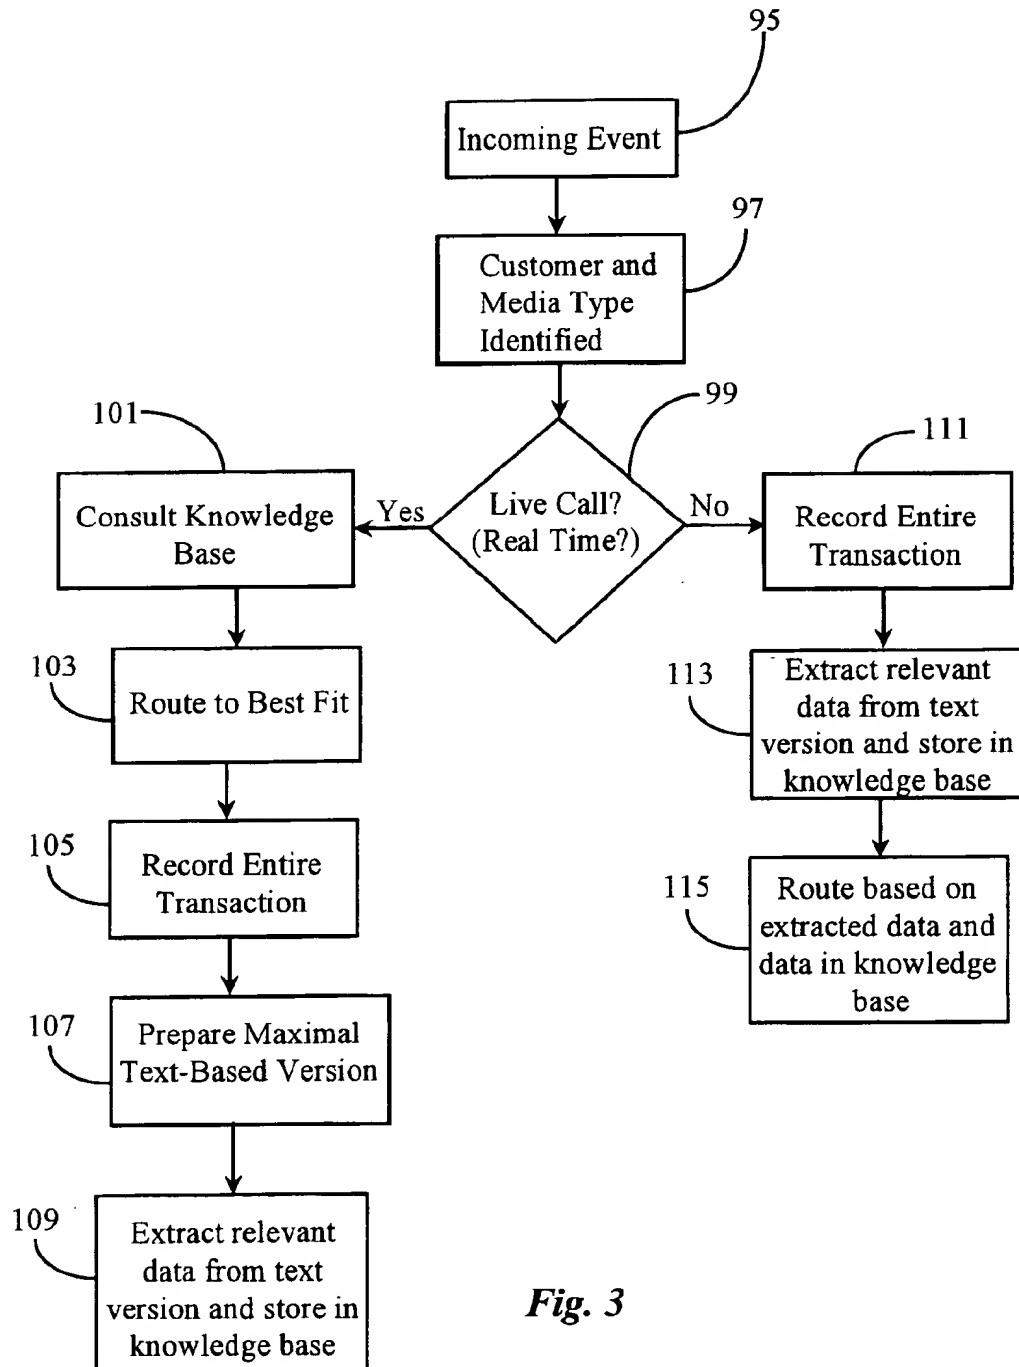 95
Incoming Event
97
Customer and
Media Type
Identified
99
Live Call?
(Real Time?)
Yes
No
101
Consult Knowledge
Base
103
Route to Best Fit
105
Record Entire
Transaction
107
Prepare Maximal
Text-Based Version
109
Extract relevant
data from text
version and store in
knowledge base
111
Record Entire
Transaction
113
Extract relevant
data from text
version and store in
knowledge base
115
Route based on
extracted data and
data in knowledge
base
Fig. 3